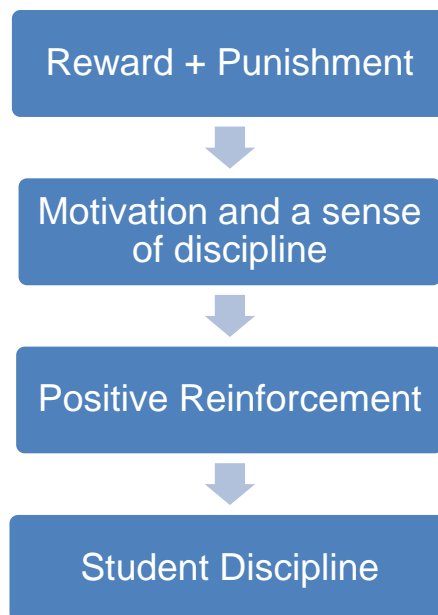 Reward + Punishment
Motivation and a sense
of discipline
Positive Reinforcement
Student Discipline